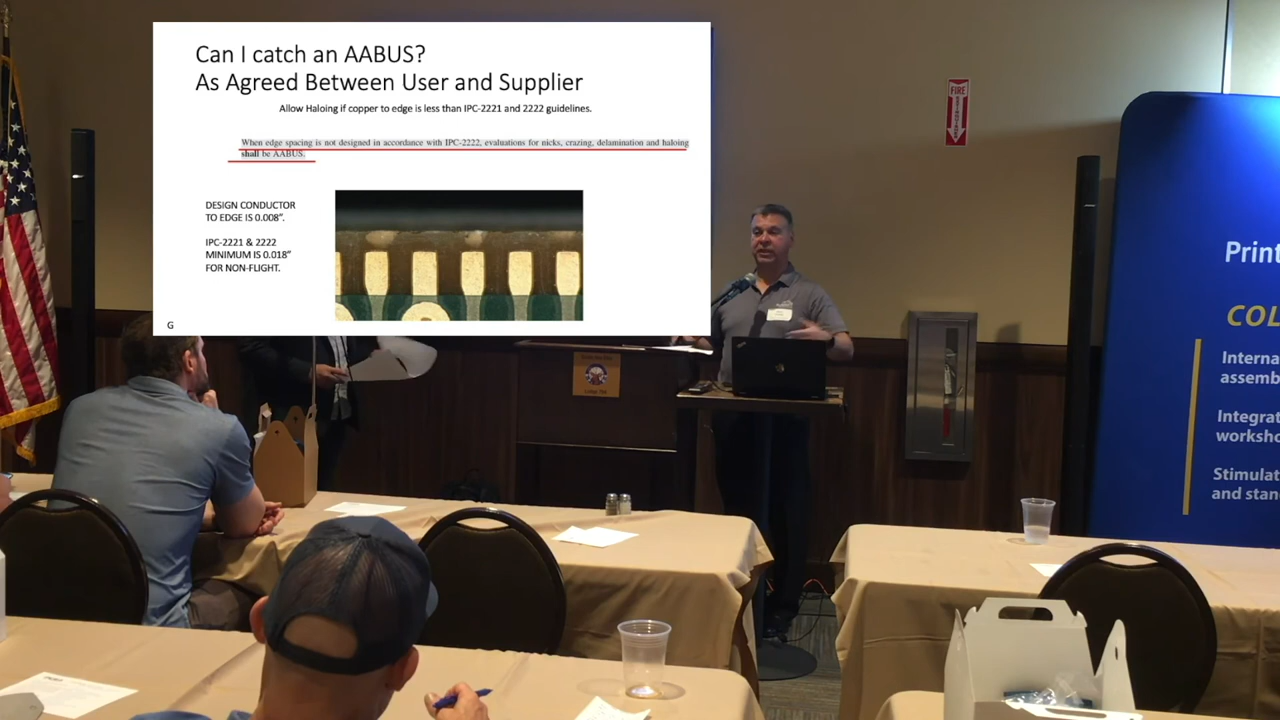 Can I catch an AABUS?
As Agreed Between User and Supplier
Allow Haloing if copper to edge is less than IPC-2221 and 2222 guidelines.
When edge spacing is not designed in accordance with IPC-2222, evaluations for nicks, crazing, delamination and haloing
shall be AABUS.
DESIGN CONDUCTOR
TO EDGE IS 0.008".
IPC-2221 & 2222
MINIMUM IS 0.018"
FOR NON-FLIGHT.
G
FIRE
Print
COL
Interna
assemb
Integrat
worksho
Stimulat
and stan